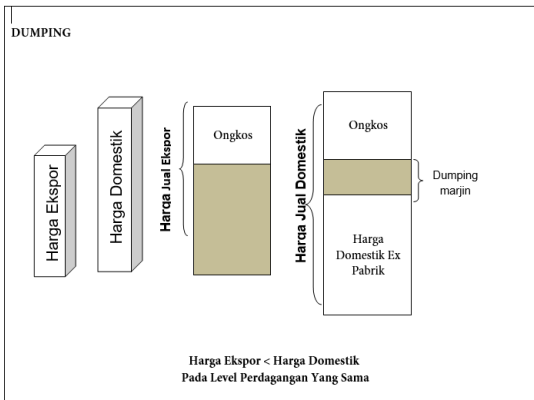 DUMPING
Harga Ekspor
Harga Domestik
Harga Jual Ekspor
Ongkos
Harga Jual Domestik
Ongkos
Dumping
marjin
Harga
Domestik Ex
Pabrik
Harga Ekspor < Harga Domestik
Pada Level Perdagangan Yang Sama